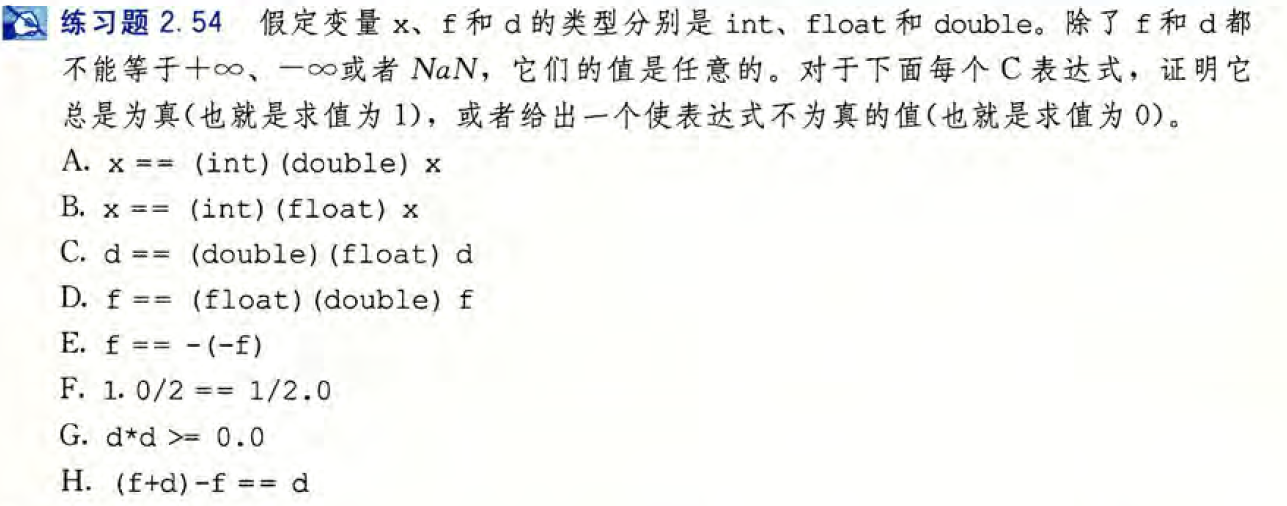 练习题 2.54 假定变量 x、f 和 d 的类型分别是 int、float 和 double。除了 f 和 d 都
不能等于+∞、-∞或者 NaN，它们的值是任意的。对于下面每个 C 表达式，证明它
总是为真(也就是求值为 1)，或者给出一个使表达式不为真的值(也就是求值为 0)。
A. x == (int)(double) x
B. x == (int)(float) x
C. d == (double)(float) d
D. f == (float)(double) f
E. f == -(-f)
F. 1.0/2 == 1/2.0
G. d*d >= 0.0
H. (f+d)-f == d